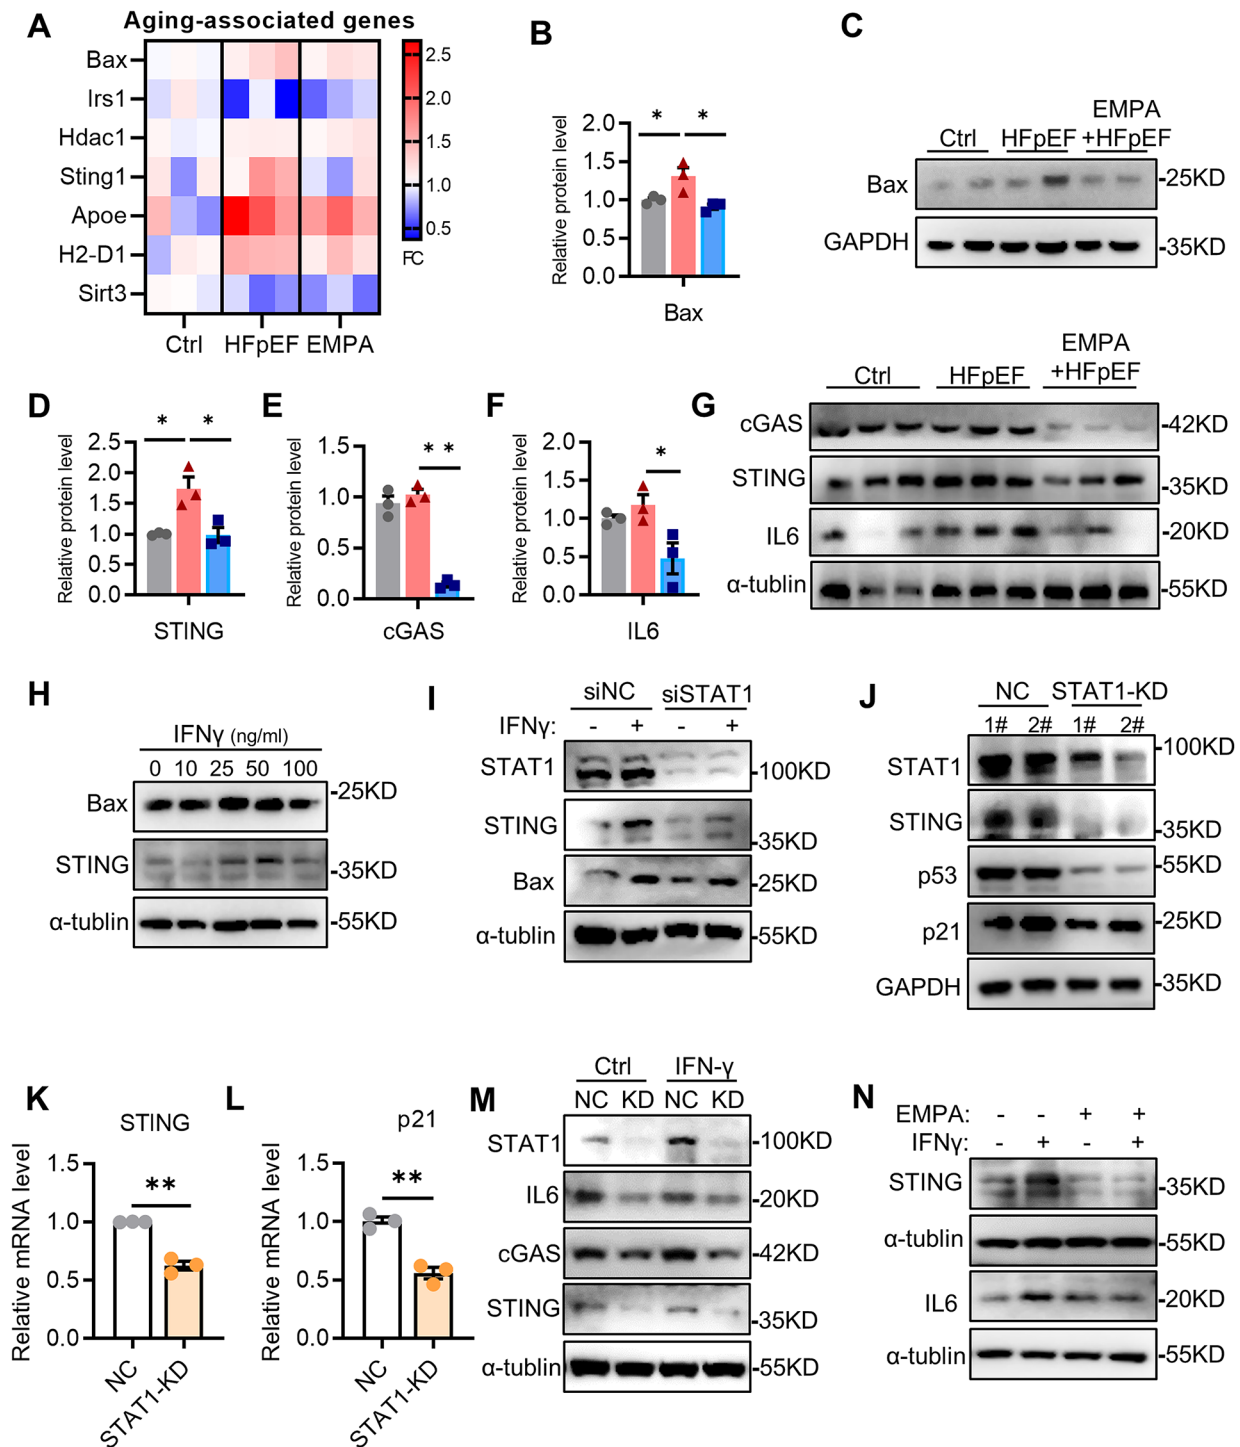 A
Aging-associated genes
Bax
Irs1
Hdac1
Sting1
Apoe
H2-D1
Sirt3
Ctrl HFpEF EMPA
2.5
2.0
1.5
1.0
0.5
FC
B
Relative protein level
2.0
1.5
1.0
0.5
0.0
* *
Bax
C
Ctrl HFpEF EMPA
+HFpEF
Bax -25KD
GAPDH -35KD
D
Relative protein level
2.5
2.0
1.5
1.0
0.5
0.0
* *
STING
E
Relative protein level
1.5
1.0
0.5
0.0
* *
cGAS
F
Relative protein level
2.0
1.5
1.0
0.5
0.0
*
IL6
G
Ctrl HFpEF EMPA
+HFpEF
cGAS -42KD
STING -35KD
IL6 -20KD
α-tublin -55KD
H
IFNγ (ng/ml)
0 10 25 50 100
Bax -25KD
STING -35KD
α-tublin -55KD
I
siNC siSTAT1
IFNγ: - + - +
STAT1 -100KD
STING -35KD
Bax -25KD
α-tublin -55KD
J
NC STAT1-KD
1# 2# 1# 2#
STAT1 -100KD
STING -35KD
p53 -55KD
p21 -25KD
GAPDH -35KD
K
STING
Relative mRNA level
1.5
1.0
0.5
0.0
**
NC
STAT1-KD
L
p21
Relative mRNA level
1.5
1.0
0.5
0.0
**
NC
STAT1-KD
M
Ctrl IFN-γ
NC KD NC KD
STAT1 -100KD
IL6 -20KD
cGAS -42KD
STING -35KD
α-tublin -55KD
N
EMPA: - - + +
IFNγ: - + - +
STING -35KD
α-tublin -55KD
IL6 -20KD
α-tublin -55KD